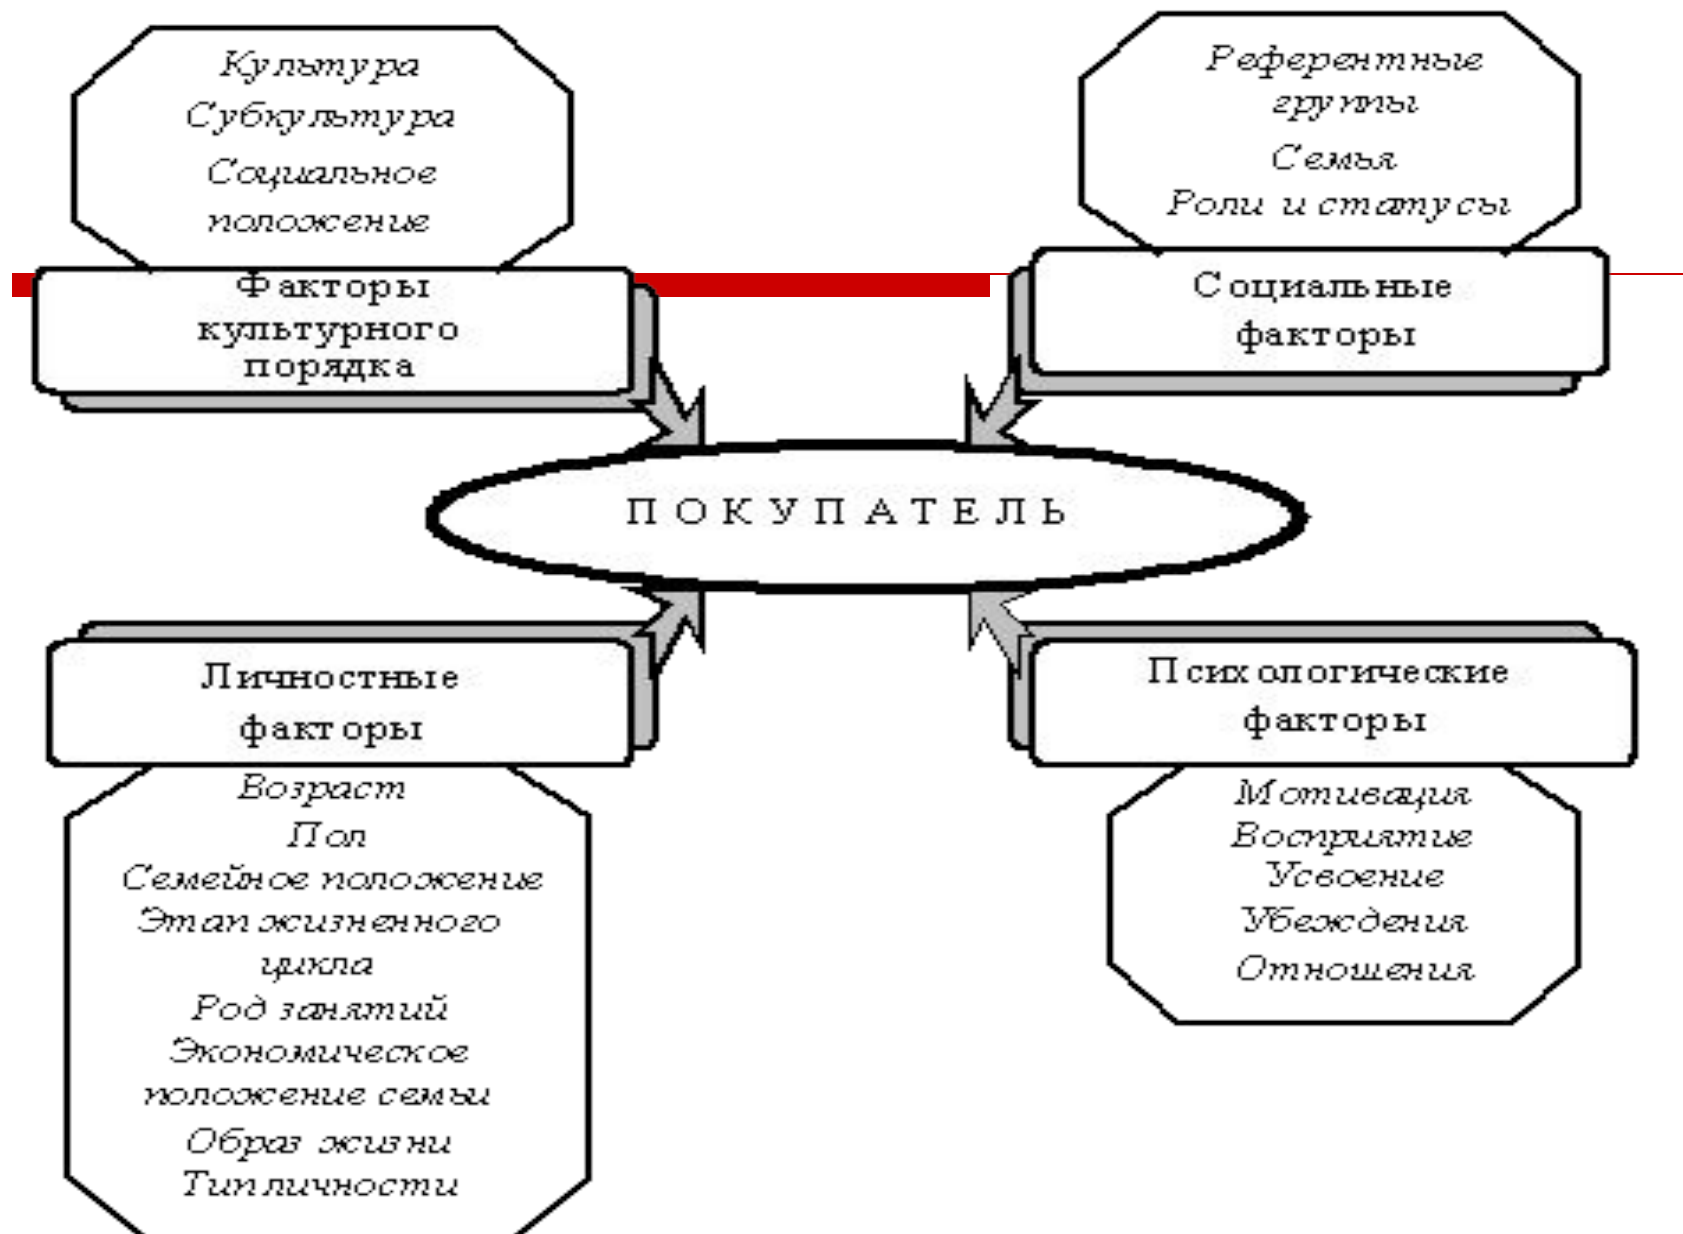 Культура
Субкультура
Социальное
положение
Факторы
культурного
порядка
Референтные
группы
Семья
Роли и статусы
Социальные
факторы
ПОКУПАТЕЛЬ
Личностные
факторы
Возраст
Пол
Семейное положение
Этап жизненного
цикла
Род занятий
Экономическое
положение семьи
Образ жизни
Тип личности
Психологические
факторы
Мотивация
Восприятие
Усвоение
Убеждения
Отношения